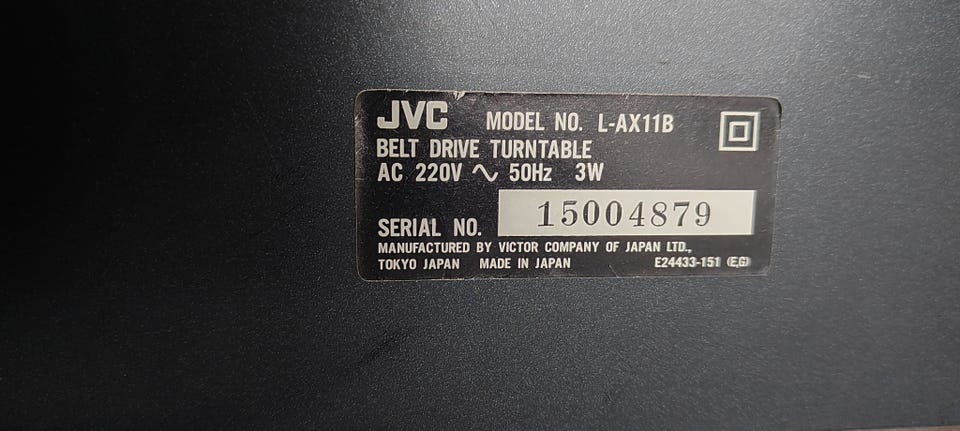 JVC MODEL NO. L-AX11B
BELT DRIVE TURNTABLE
AC 220V ∿ 50Hz 3W
SERIAL NO. 15004879
MANUFACTURED BY VICTOR COMPANY OF JAPAN LTD.,
TOKYO JAPAN MADE IN JAPAN E24433-151 (E,G)